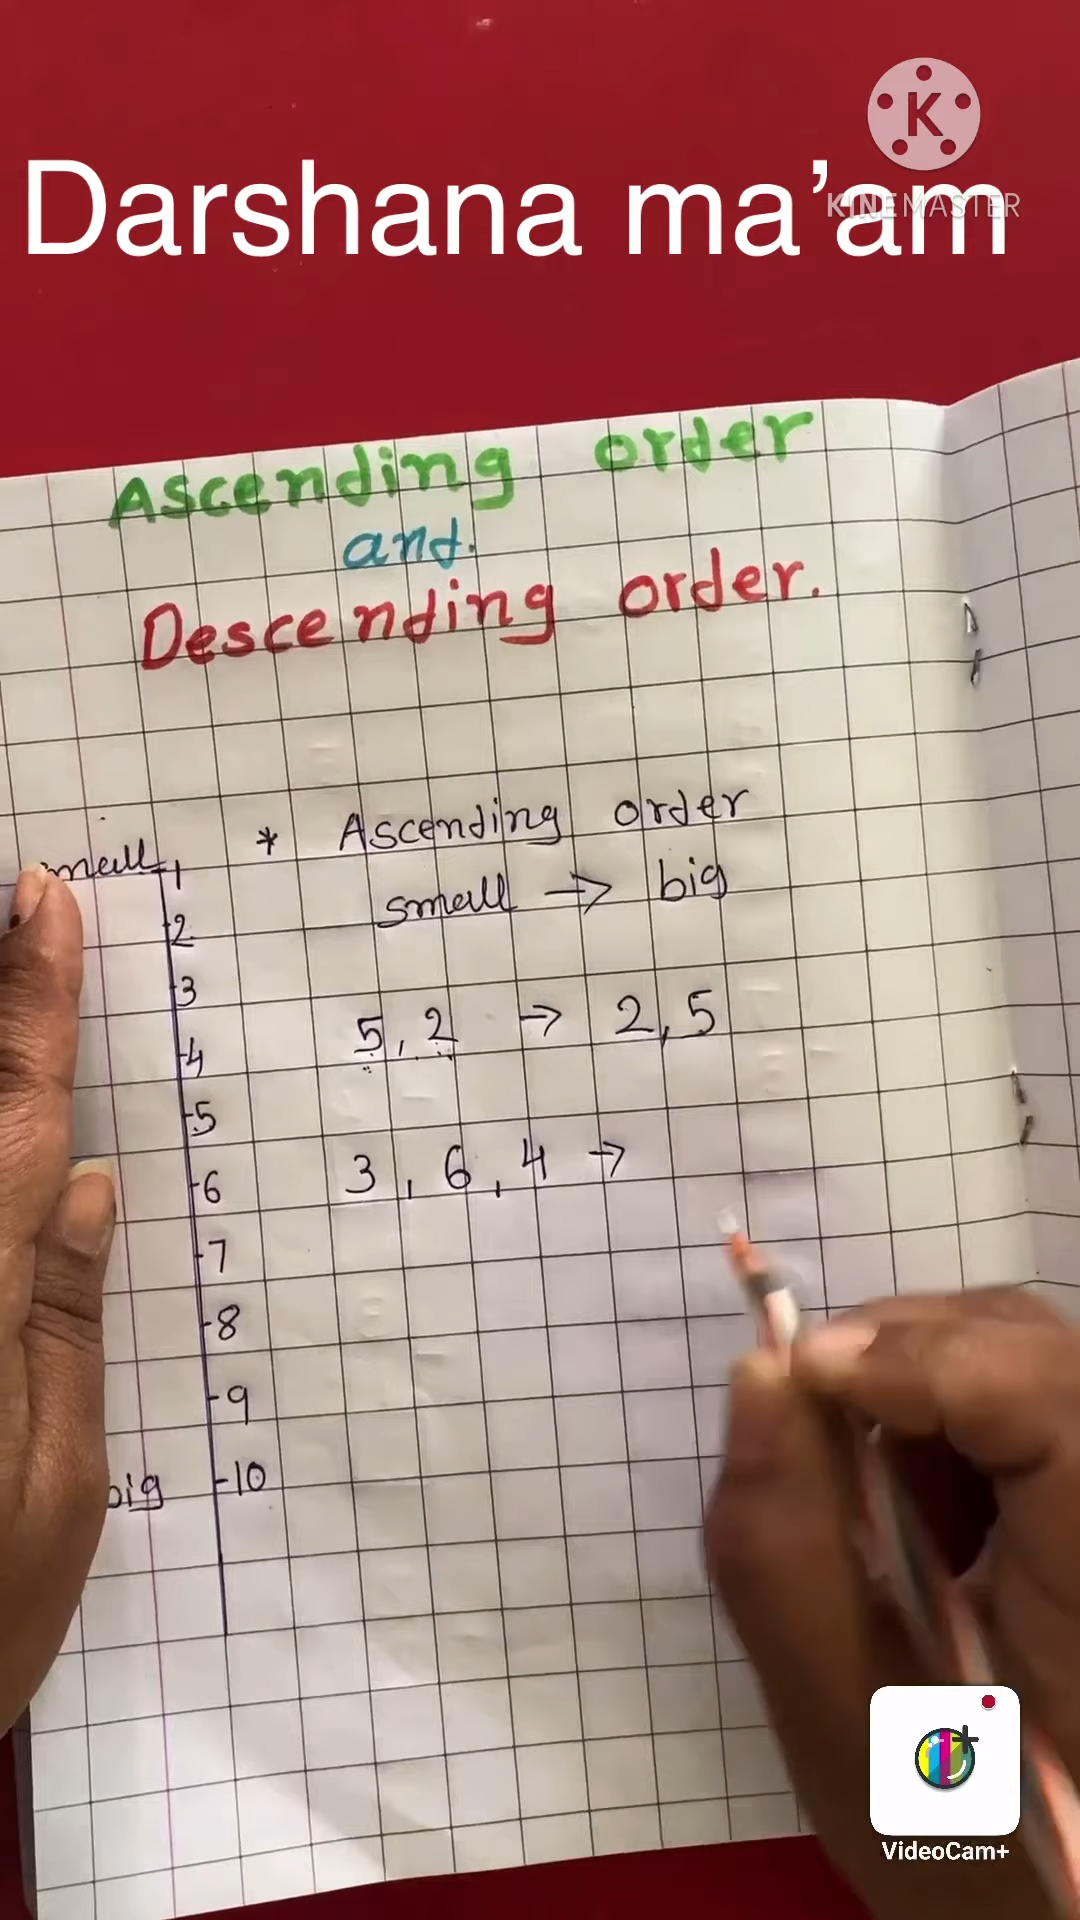 K
KINEMASTER
Darshana ma’am
Ascending order
and.
Descending order.
* Ascending order
small → big
small
1
2
3
4
5
6
7
8
9
10
big
5, 2 → 2, 5
3, 6, 4 →
VideoCam+